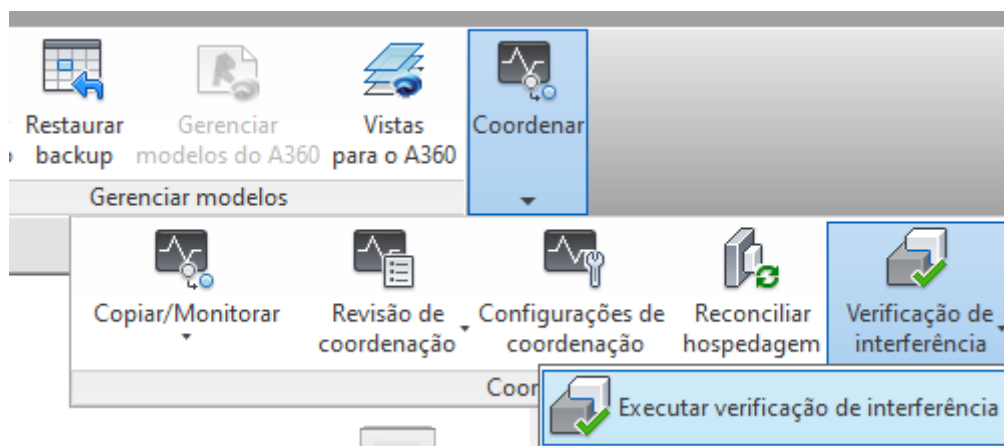 Restaurar
backup
Gerenciar
modelos do A360
Vistas
para o A360
Coordenar
Gerenciar modelos
Copiar/Monitorar
Revisão de
coordenação
Configurações de
coordenação
Reconciliar
hospedagem
Verificação de
interferência
Coor
Executar verificação de interferência